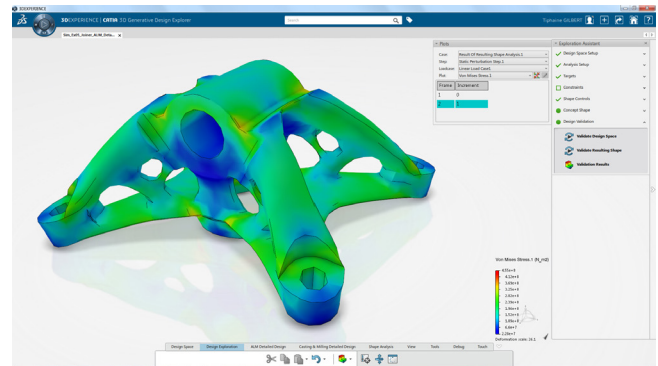 3DEXPERIENCE
3DEXPERIENCE | CATIA 3D Generative Design Explorer
Search
Tiphaine GILBERT
Plots
Case: Result Of Resulting Shape Analysis.1
Step: Static Perturbation Step.1
Loadcase: Linear Load Case1
Plot: Von Mises Stress.1
Frame Increment
1 0
2 1
Exploration Assistant
Design Space Setup
Analysis Setup
Targets
Constraints
Shape Controls
Concept Shape
Design Validation
Validate Design Space
Validate Resulting Shape
Validation Results
Von Mises Stress.1 (N_m2)
Design Space Design Exploration ALM Detailed Design Casting & Milling Detailed Design Shape Analysis View Tools Debug Touch